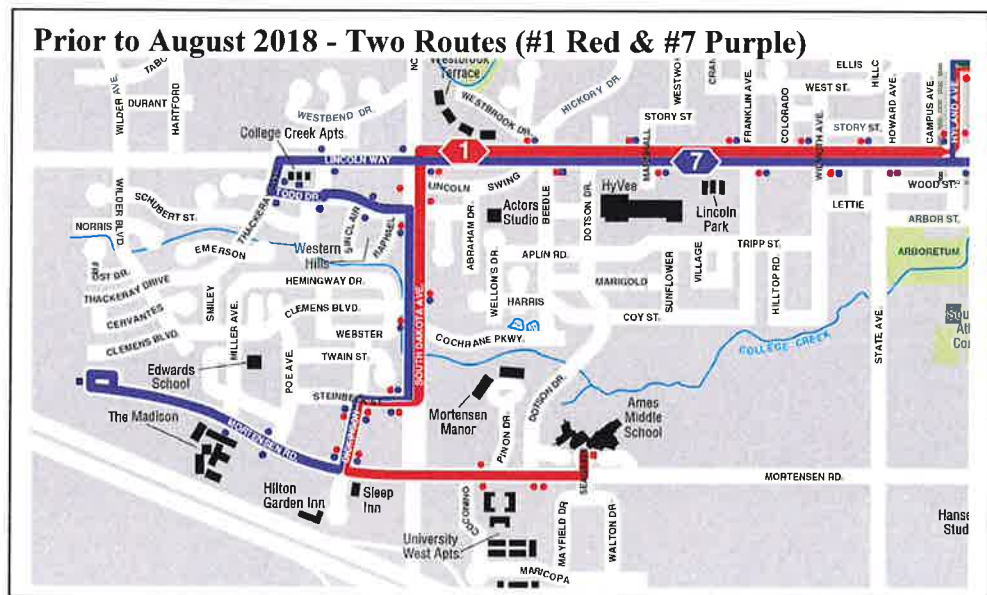 Prior to August 2018 - Two Routes (#1 Red & #7 Purple)
WILDER AVE.
DURANT
HARTFORD
WESTBEND DR.
College Creek Apts.
Westbrook
Terrace
WESTBROOK DR.
HICKORY DR.
STORY ST
MARSHALL
FRANKLIN AVE.
COLORADO
ELLIS
WEST ST.
STORY ST.
HOWARD AVE.
CAMPUS AVE.
HYLAND AVE.
LINCOLN WAY
1
7
WOOD ST.
TODD DR.
THACKERAY
LINCOLN
SWING
Actors
Studio
BEEDLE
DOTSON DR.
HyVee
Lincoln
Park
LETTIE
ARBOR ST.
ARBORETUM
WILDER BLVD
SCHUBERT ST.
NORRIS
EMERSON
SINCLAIR
RAPHAEL
Western
Hills
ABRAHAM DR.
WELLON'S DR.
APLIN RD.
TRIPP ST
VILLAGE
HILLTOP RD.
SUNFLOWER
MARIGOLD
FROST DR.
THACKERAY DRIVE
CERVANTES
CLEMENS BLVD.
SMILEY
MILLER AVE.
HEMINGWAY DR.
CLEMENS BLVD.
WEBSTER
TWAIN ST.
POE AVE.
STEINBECK ST.
HARRIS
COY ST.
COCHRANE PKWY.
COLLEGE CREEK
STATE AVE.
SOUTH DAKOTA AVE.
Edwards
School
The Madison
MORTENSEN RD.
DICKINSON
Mortensen
Manor
PINON DR.
DOTSON DR.
Ames
Middle
School
MORTENSEN RD.
Hilton
Garden Inn
Sleep
Inn
COCONINO
University
West Apts.
MAYFIELD DR
WALTON DR.
MARICOPA